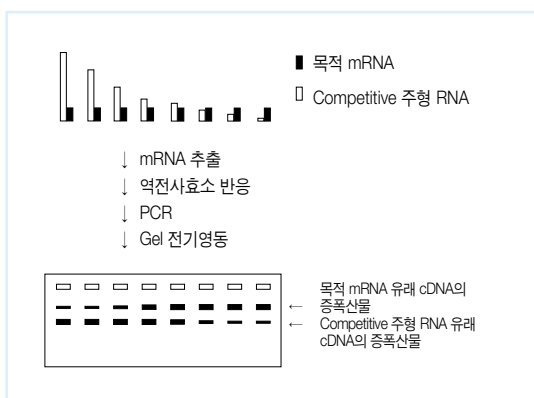 목적 mRNA
Competitive 주형 RNA
↓ mRNA 추출
↓ 역전사효소 반응
↓ PCR
↓ Gel 전기영동
← 목적 mRNA 유래 cDNA의
증폭산물
← Competitive 주형 RNA 유래
cDNA의 증폭산물